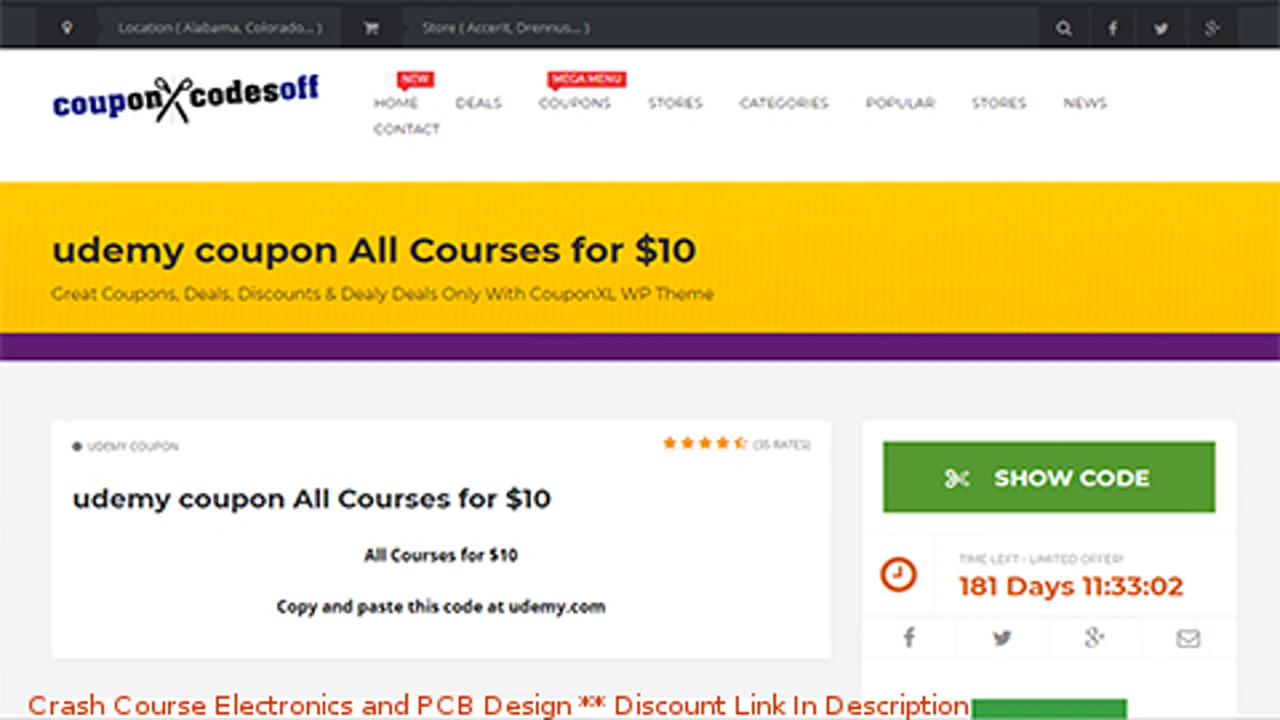 Location ( Alabama, Colorado... )
Store ( Accerit, Drennus... )
couponXcodesoff
NEW
MEGA MENU
HOME DEALS COUPONS STORES CATEGORIES POPULAR STORES NEWS
CONTACT
udemy coupon All Courses for $10
Great Coupons, Deals, Discounts & Dealy Deals Only With CouponXL WP Theme
UDEMY COUPON
(35 RATES)
udemy coupon All Courses for $10
All Courses for $10
Copy and paste this code at udemy.com
SHOW CODE
TIME LEFT - LIMITED OFFER!
181 Days 11:33:02
Crash Course Electronics and PCB Design ** Discount Link In Description